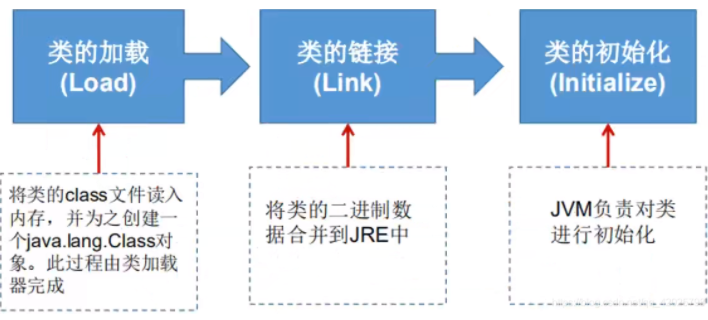 类的加载
(Load)
类的链接
(Link)
类的初始化
(Initialize)
将类的class文件读入
内存，并为之创建一
个java.lang.Class对
象。此过程由类加载
器完成
将类的二进制数
据合并到JRE中
JVM负责对类
进行初始化